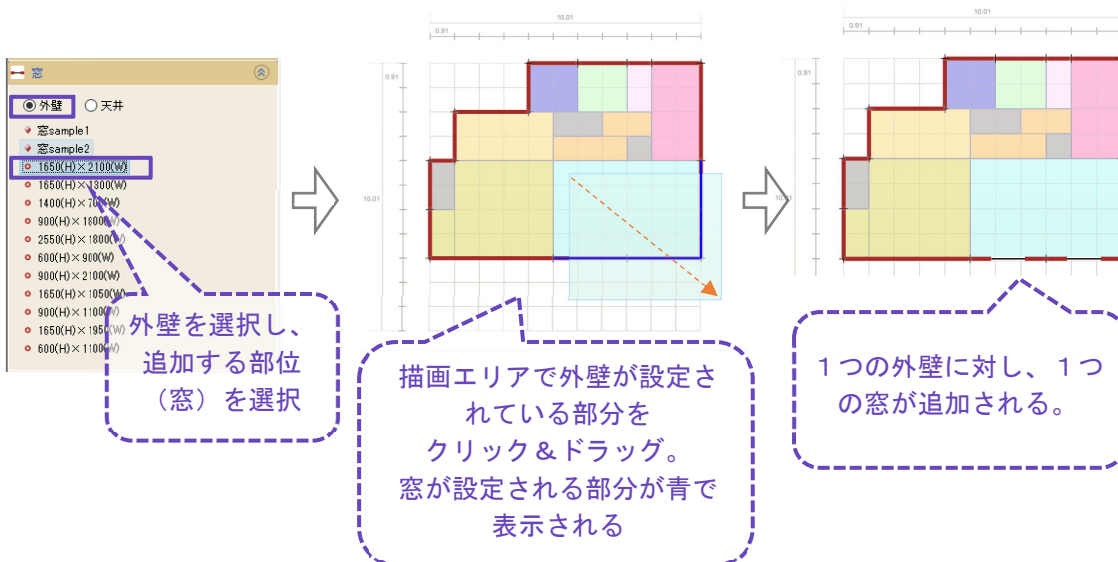 窓
外壁
天井
窓sample1
窓sample2
1650(H)×2100(W)
1650(H)×1300(W)
1400(H)×
900(H)×1800(W)
2550(H)×1800(W)
600(H)×900(W)
900(H)×2100(W)
1650(H)×1050(W)
900(H)×1100(W)
1650(H)×1950(W)
600(H)×1100(W)
外壁を選択し、
追加する部位
（窓）を選択
10.01
0.91
0.91
10.01
描画エリアで外壁が設定さ
れている部分を
クリック＆ドラッグ。
窓が設定される部分が青で
表示される
10.01
0.91
0.91
１つの外壁に対し、１つ
の窓が追加される。